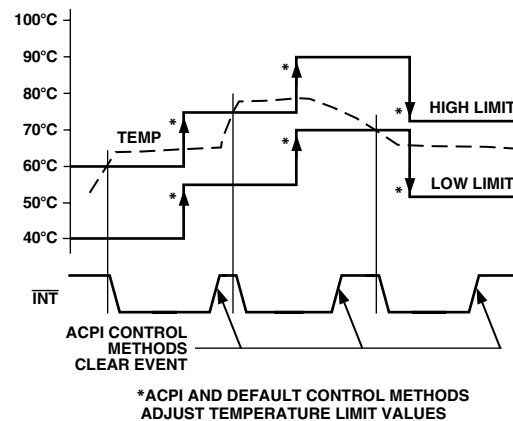 100°C
90°C
80°C
70°C
60°C
50°C
40°C
*
*
*
*
*
*
TEMP
HIGH LIMIT
LOW LIMIT
INT
ACPI CONTROL
METHODS
CLEAR EVENT
*ACPI AND DEFAULT CONTROL METHODS
ADJUST TEMPERATURE LIMIT VALUES